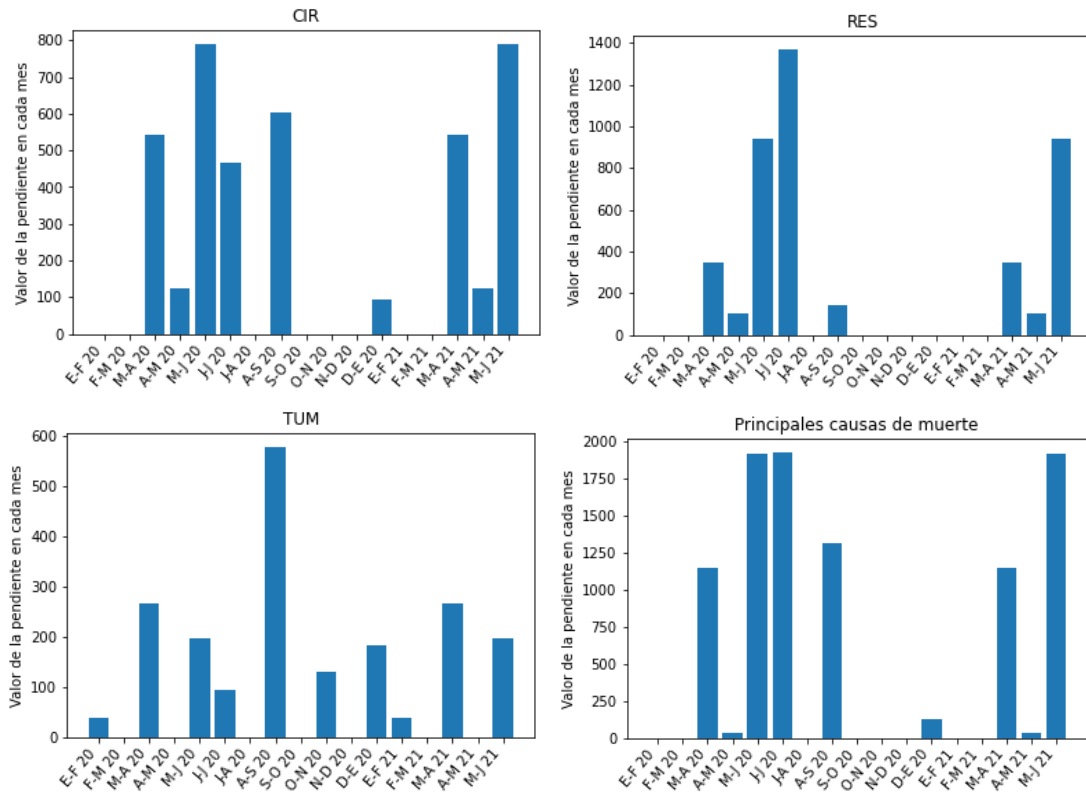 CIR
Valor de la pendiente en cada mes
800
700
600
500
400
300
200
100
0
E-F 20
F-M 20
M-A 20
A-M 20
M-J 20
J-J 20
J-A 20
A-S 20
S-O 20
O-N 20
N-D 20
D-E 20
E-F 21
F-M 21
M-A 21
A-M 21
M-J 21
RES
Valor de la pendiente en cada mes
1400
1200
1000
800
600
400
200
0
E-F 20
F-M 20
M-A 20
A-M 20
M-J 20
J-J 20
J-A 20
A-S 20
S-O 20
O-N 20
N-D 20
D-E 20
E-F 21
F-M 21
M-A 21
A-M 21
M-J 21
TUM
Valor de la pendiente en cada mes
600
500
400
300
200
100
0
E-F 20
F-M 20
M-A 20
A-M 20
M-J 20
J-J 20
J-A 20
A-S 20
S-O 20
O-N 20
N-D 20
D-E 20
E-F 21
F-M 21
M-A 21
A-M 21
M-J 21
Principales causas de muerte
Valor de la pendiente en cada mes
2000
1750
1500
1250
1000
750
500
250
0
E-F 20
F-M 20
M-A 20
A-M 20
M-J 20
J-J 20
J-A 20
A-S 20
S-O 20
O-N 20
N-D 20
D-E 20
E-F 21
F-M 21
M-A 21
A-M 21
M-J 21